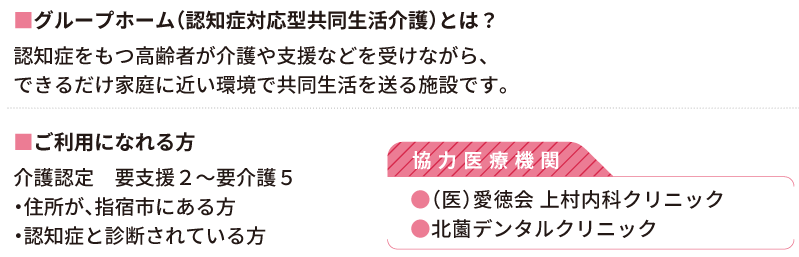 ■グループホーム（認知症対応型共同生活介護）とは？
認知症をもつ高齢者が介護や支援などを受けながら、
できるだけ家庭に近い環境で共同生活を送る施設です。
■ご利用になれる方
介護認定　要支援２～要介護５
・住所が、指宿市にある方
・認知症と診断されている方
協力医療機関
●（医）愛徳会 上村内科クリニック
●北薗デンタルクリニック